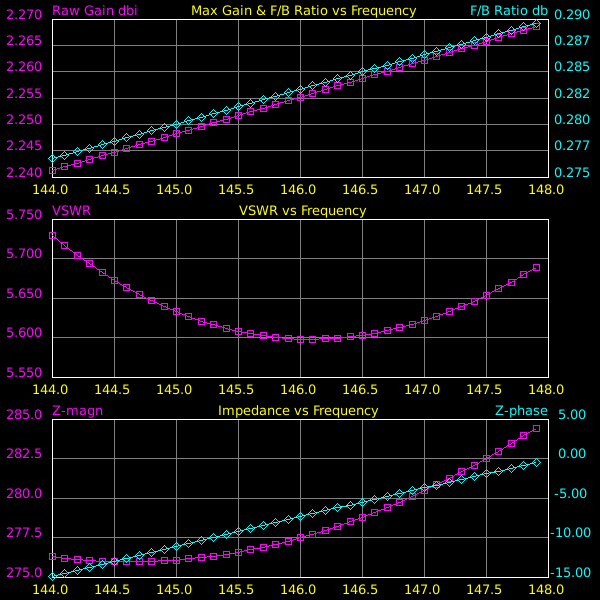 Raw Gain dbi Max Gain & F/B Ratio vs Frequency F/B Ratio db
2.270 0.290
2.265 0.287
2.260 0.285
2.255 0.282
2.250 0.280
2.245 0.277
2.240 0.275
144.0 144.5 145.0 145.5 146.0 146.5 147.0 147.5 148.0
VSWR VSWR vs Frequency
5.750
5.700
5.650
5.600
5.550
144.0 144.5 145.0 145.5 146.0 146.5 147.0 147.5 148.0
Z-magn Impedance vs Frequency Z-phase
285.0 5.00
282.5 0.00
280.0 -5.00
277.5 -10.00
275.0 -15.00
144.0 144.5 145.0 145.5 146.0 146.5 147.0 147.5 148.0